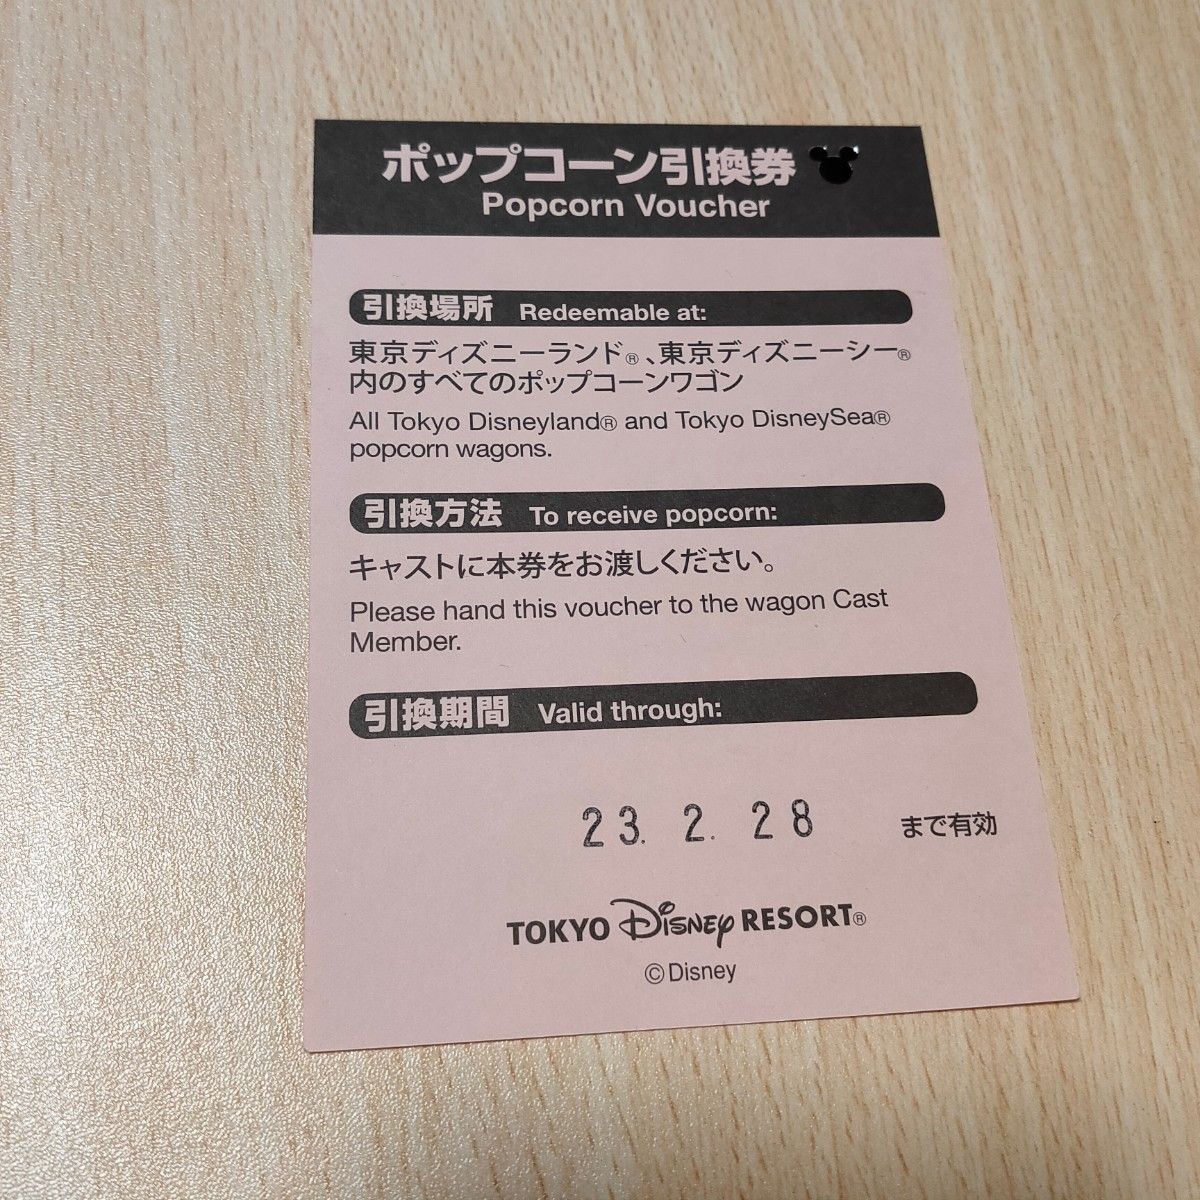 ポップコーン引換券
Popcorn Voucher
引換場所 Redeemable at:
東京ディズニーランド®、東京ディズニーシー®
内のすべてのポップコーンワゴン
All Tokyo Disneyland® and Tokyo DisneySea®
popcorn wagons.
引換方法 To receive popcorn:
キャストに本券をお渡しください。
Please hand this voucher to the wagon Cast
Member.
引換期間 Valid through:
23. 2. 28 まで有効
TOKYO Disney RESORT®
©Disney